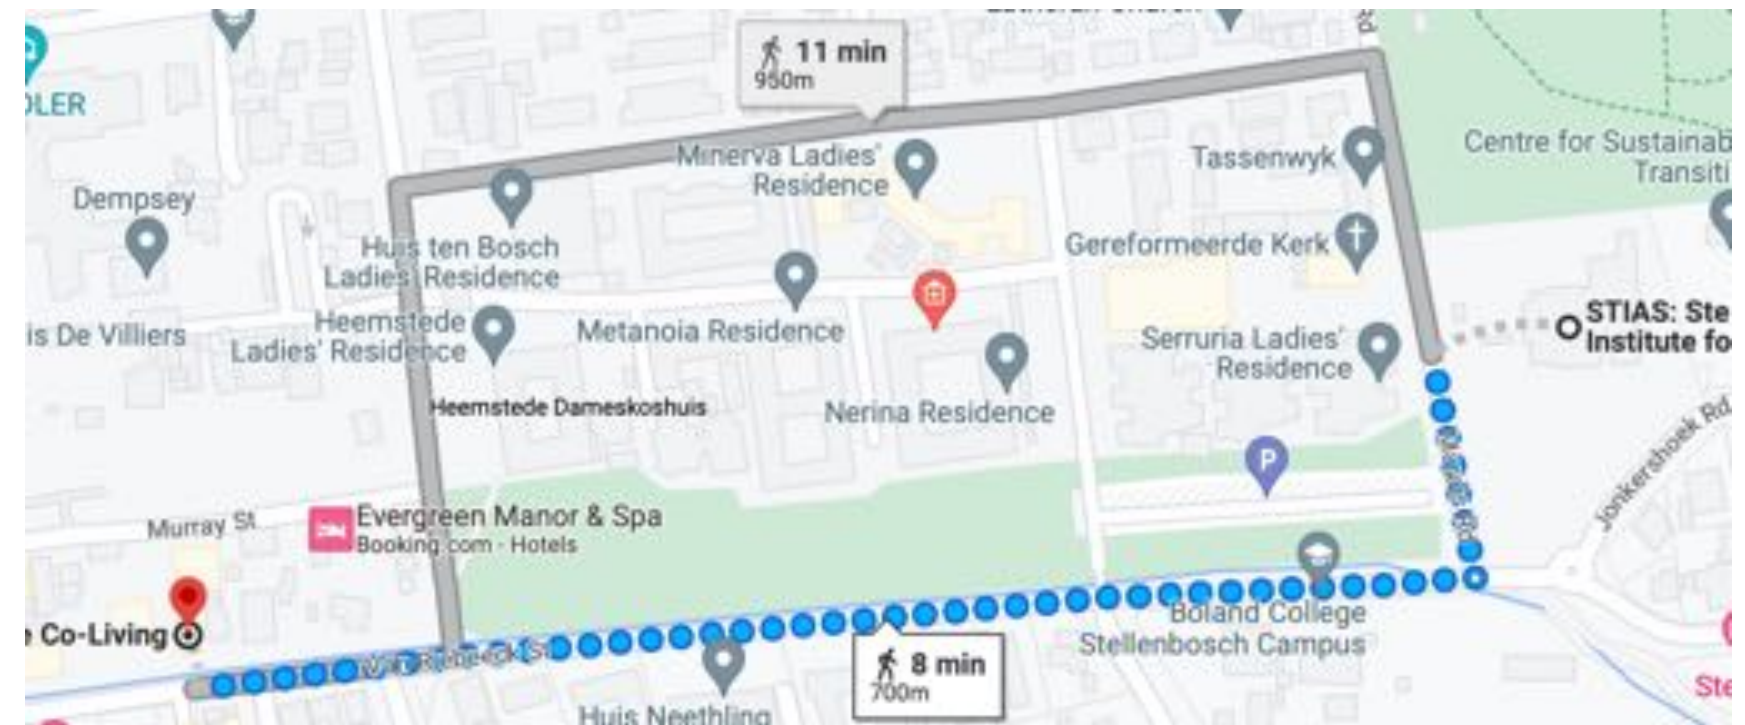 11 min
950m
OLER
Minerva Ladies'
Residence
Tassenwyk
Centre for Sustainab
Transiti
Dempsey
Huis ten Bosch
Ladies' Residence
Gereformeerde Kerk
STIAS: Ste
Institute fo
is De Villiers
Heemstede
Ladies' Residence
Metanoia Residence
Serruria Ladies'
Residence
Heemstede Dameskoshuis
Nerina Residence
Jonkershoek Rd
P
Murray St
Evergreen Manor & Spa
Booking.com · Hotels
e Co-Living
Boland College
Stellenbosch Campus
8 min
700m
Ste
Huis Neethling